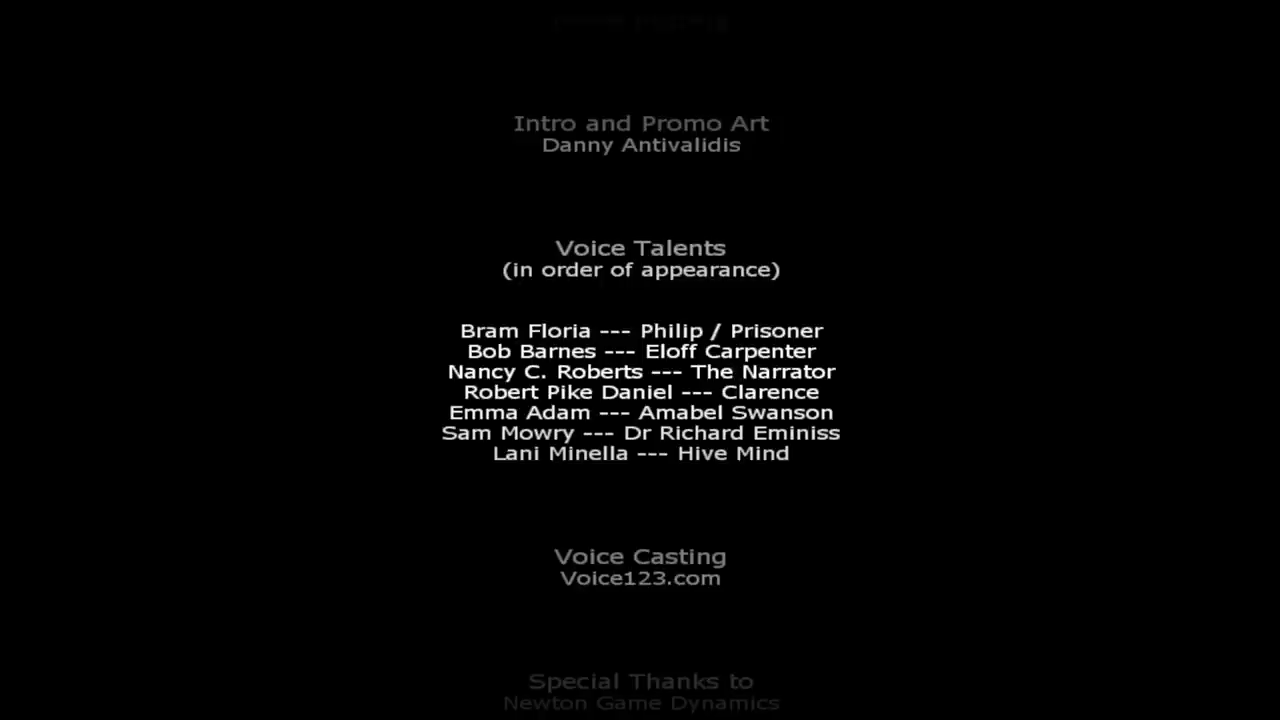 Intro and Promo Art
Danny Antivalidis
Voice Talents
(in order of appearance)
Bram Floria --- Philip / Prisoner
Bob Barnes --- Eloff Carpenter
Nancy C. Roberts --- The Narrator
Robert Pike Daniel --- Clarence
Emma Adam --- Amabel Swanson
Sam Mowry --- Dr Richard Eminiss
Lani Minella --- Hive Mind
Voice Casting
Voice123.com
Special Thanks to
Newton Game Dynamics